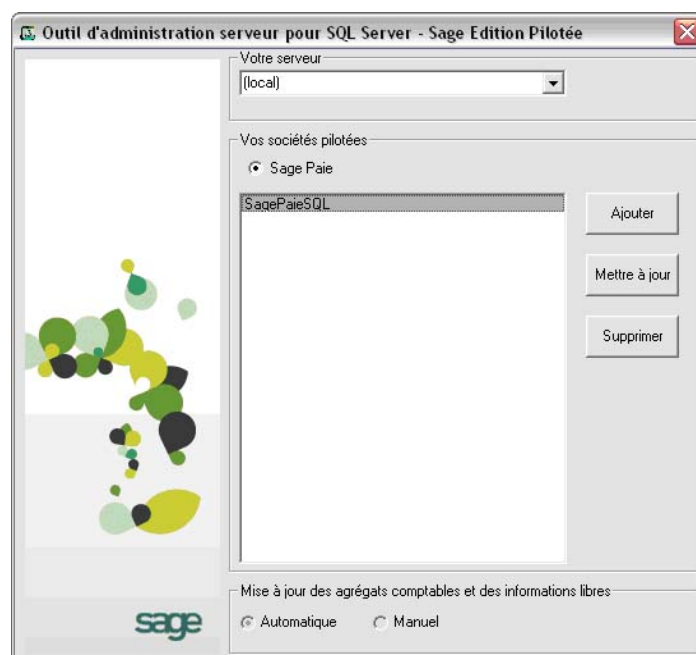 Outil d'administration serveur pour SQL Server - Sage Edition Pilotée
Votre serveur
(local)
Vos sociétés pilotées
Sage Paie
SagePaieSQL
Ajouter
Mettre à jour
Supprimer
Mise à jour des agrégats comptables et des informations libres
Automatique Manuel
sage